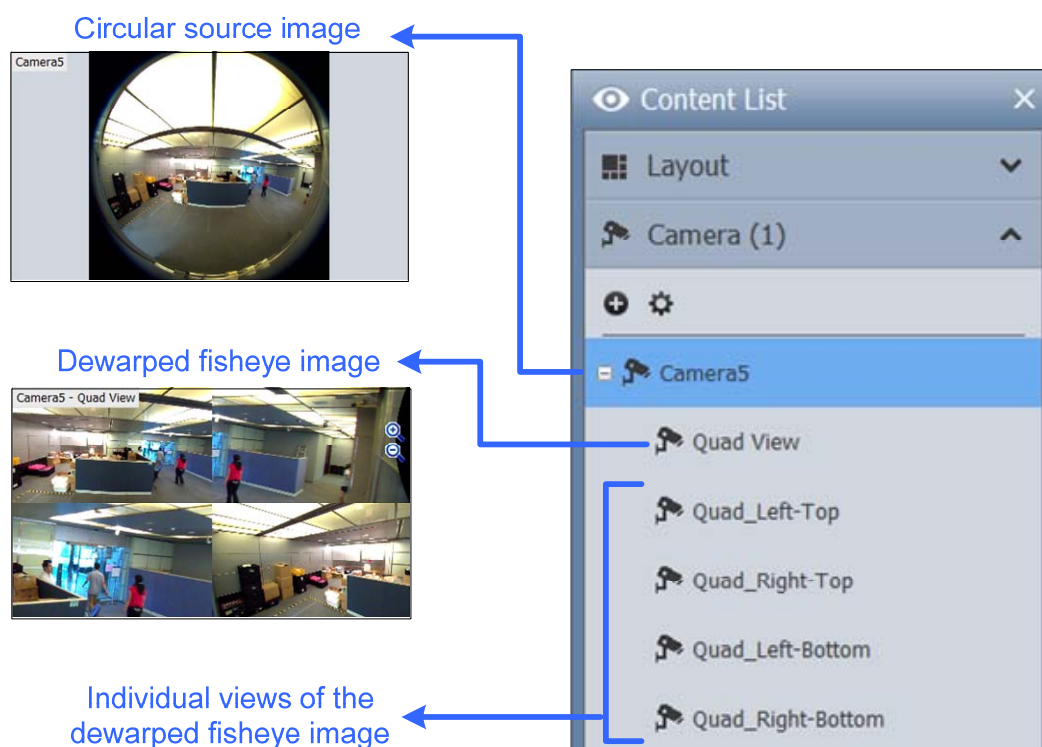 Circular source image
Camera5
Dewarped fisheye image
Camera5 - Quad View
Individual views of the
dewarped fisheye image
Content List
Layout
Camera (1)
Camera5
Quad View
Quad_Left-Top
Quad_Right-Top
Quad_Left-Bottom
Quad_Right-Bottom